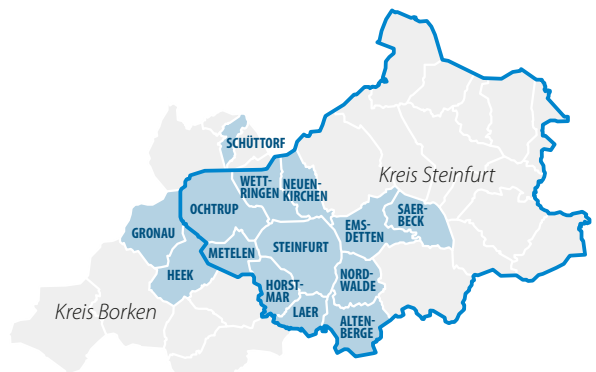 SCHÜTTORF
WETT-
RINGEN
NEUEN-
KIRCHEN
Kreis Steinfurt
OCHTRUP
SAER-
BECK
GRONAU
EMS-
DETTEN
METELEN
STEINFURT
HEEK
NORD-
WALDE
HORST-
MAR
Kreis Borken
LAER
ALTEN-
BERGE